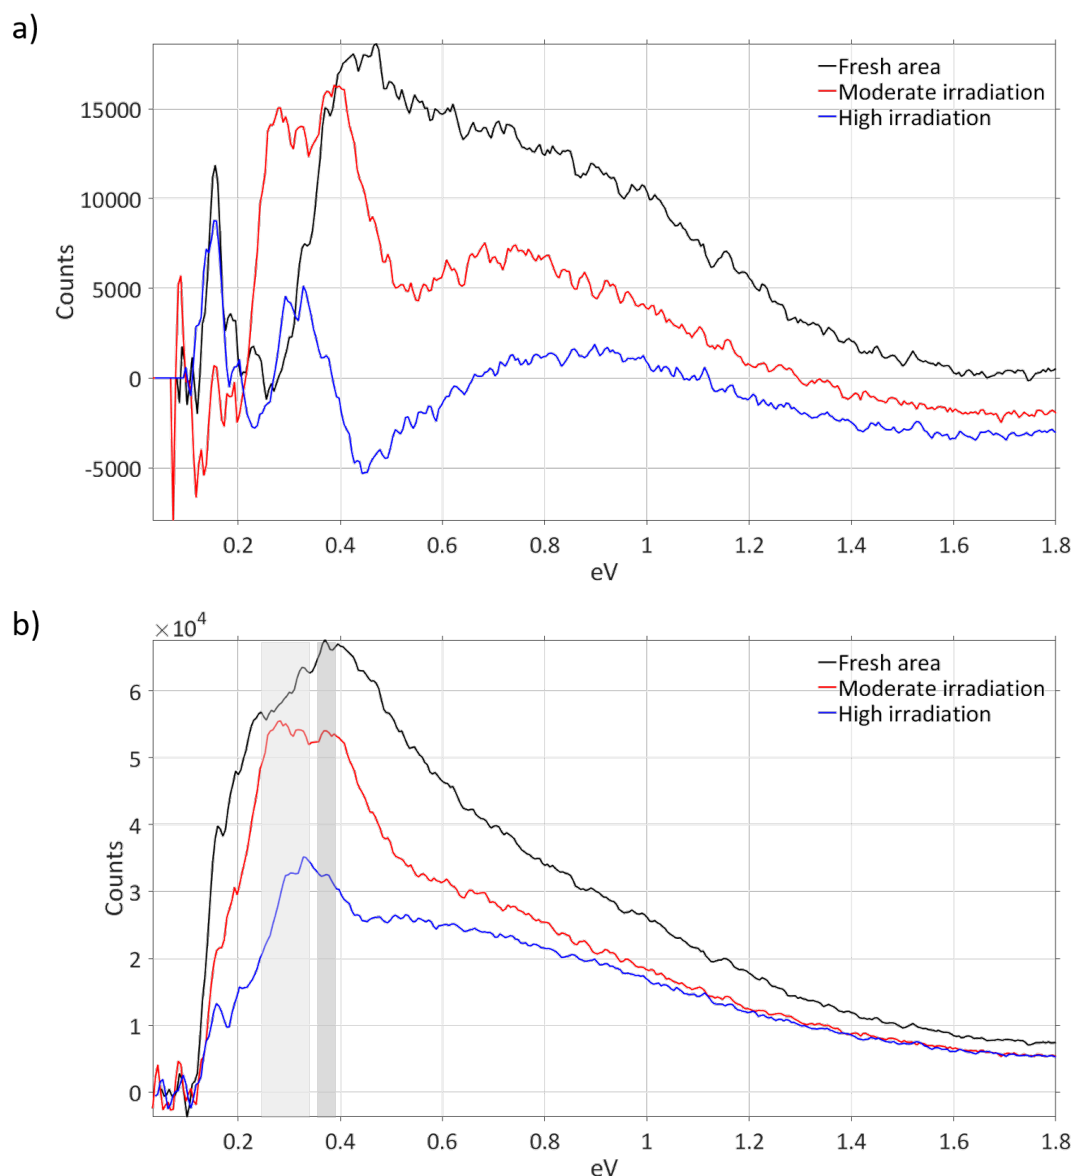 a)
Fresh area
Moderate irradiation
High irradiation
15000
10000
5000
0
-5000
Counts
0.2 0.4 0.6 0.8 1 1.2 1.4 1.6 1.8
eV
b)
×10⁴
Fresh area
Moderate irradiation
High irradiation
6
5
4
3
2
1
0
Counts
0.2 0.4 0.6 0.8 1 1.2 1.4 1.6 1.8
eV